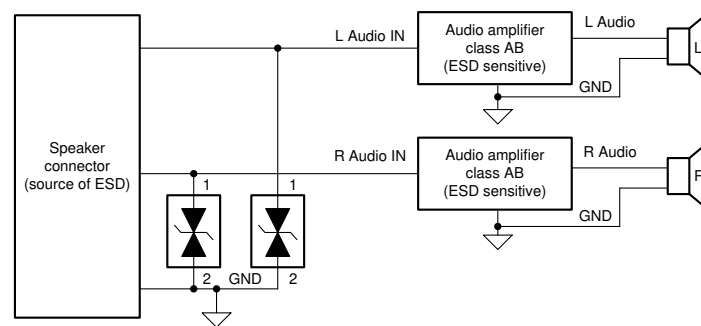 L Audio IN
Audio amplifier
class AB
(ESD sensitive)
L Audio
L
GND
Speaker
connector
(source of ESD)
R Audio IN
Audio amplifier
class AB
(ESD sensitive)
R Audio
R
GND
1
1
2
GND
2